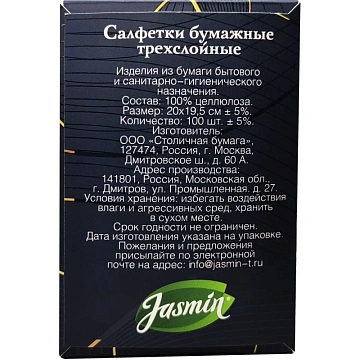 Салфетки бумажные
трехслойные
Изделия из бумаги бытового
и санитарно-гигиенического
назначения.
Состав: 100% целлюлоза.
Размер: 20х19,5 см ± 5%.
Количество: 100 шт. ± 5%.
Изготовитель:
ООО «Столичная бумага»,
127474, Россия, г. Москва,
Дмитровское ш., д. 60 А.
Адрес производства:
141801, Россия, Московская обл.,
г. Дмитров, ул. Промышленная. д. 27.
Условия хранения: избегать воздействия
влаги и агрессивных сред, хранить
в сухом месте.
Срок годности не ограничен.
Дата изготовления указана на упаковке.
Пожелания и предложения
присылайте по электронной
почте на адрес: info@jasmin-t.ru
Jasmin